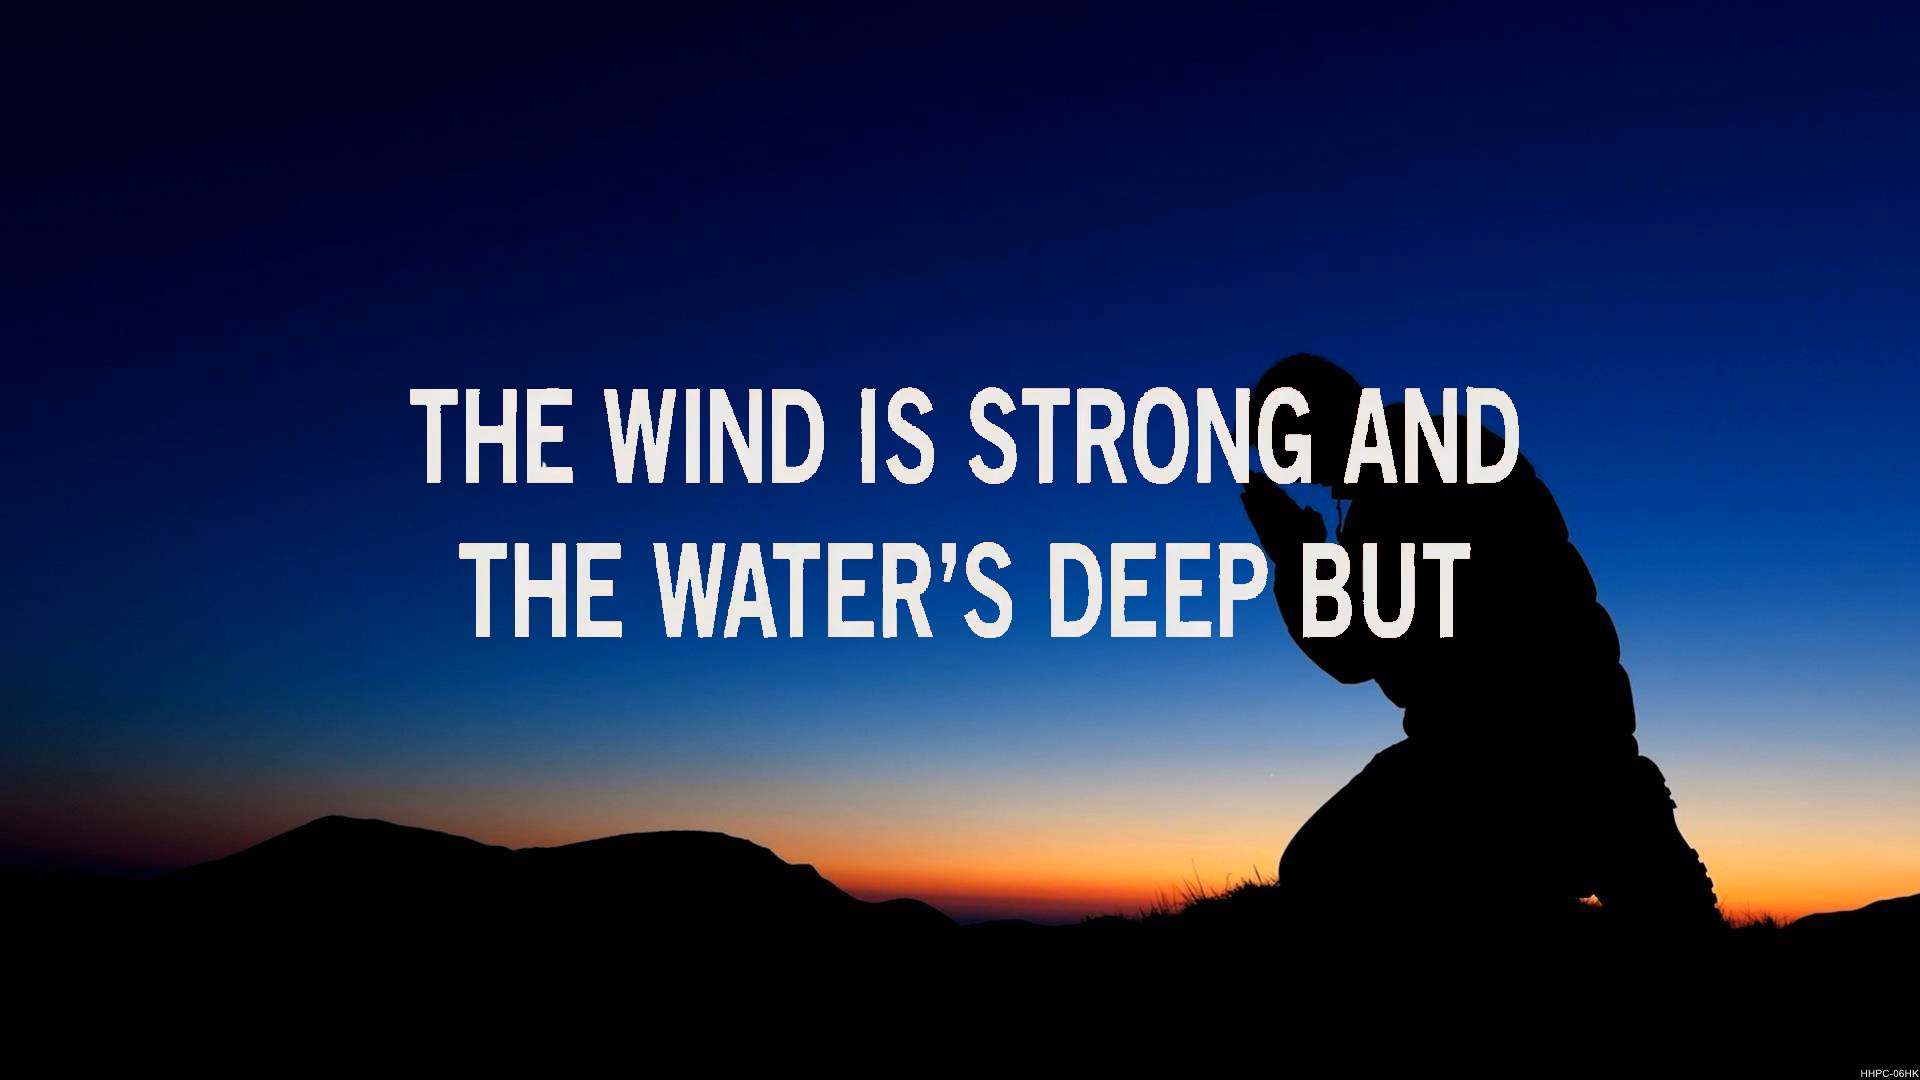 THE WIND IS STRONG AND
THE WATER’S DEEP BUT
HHPC-06HK